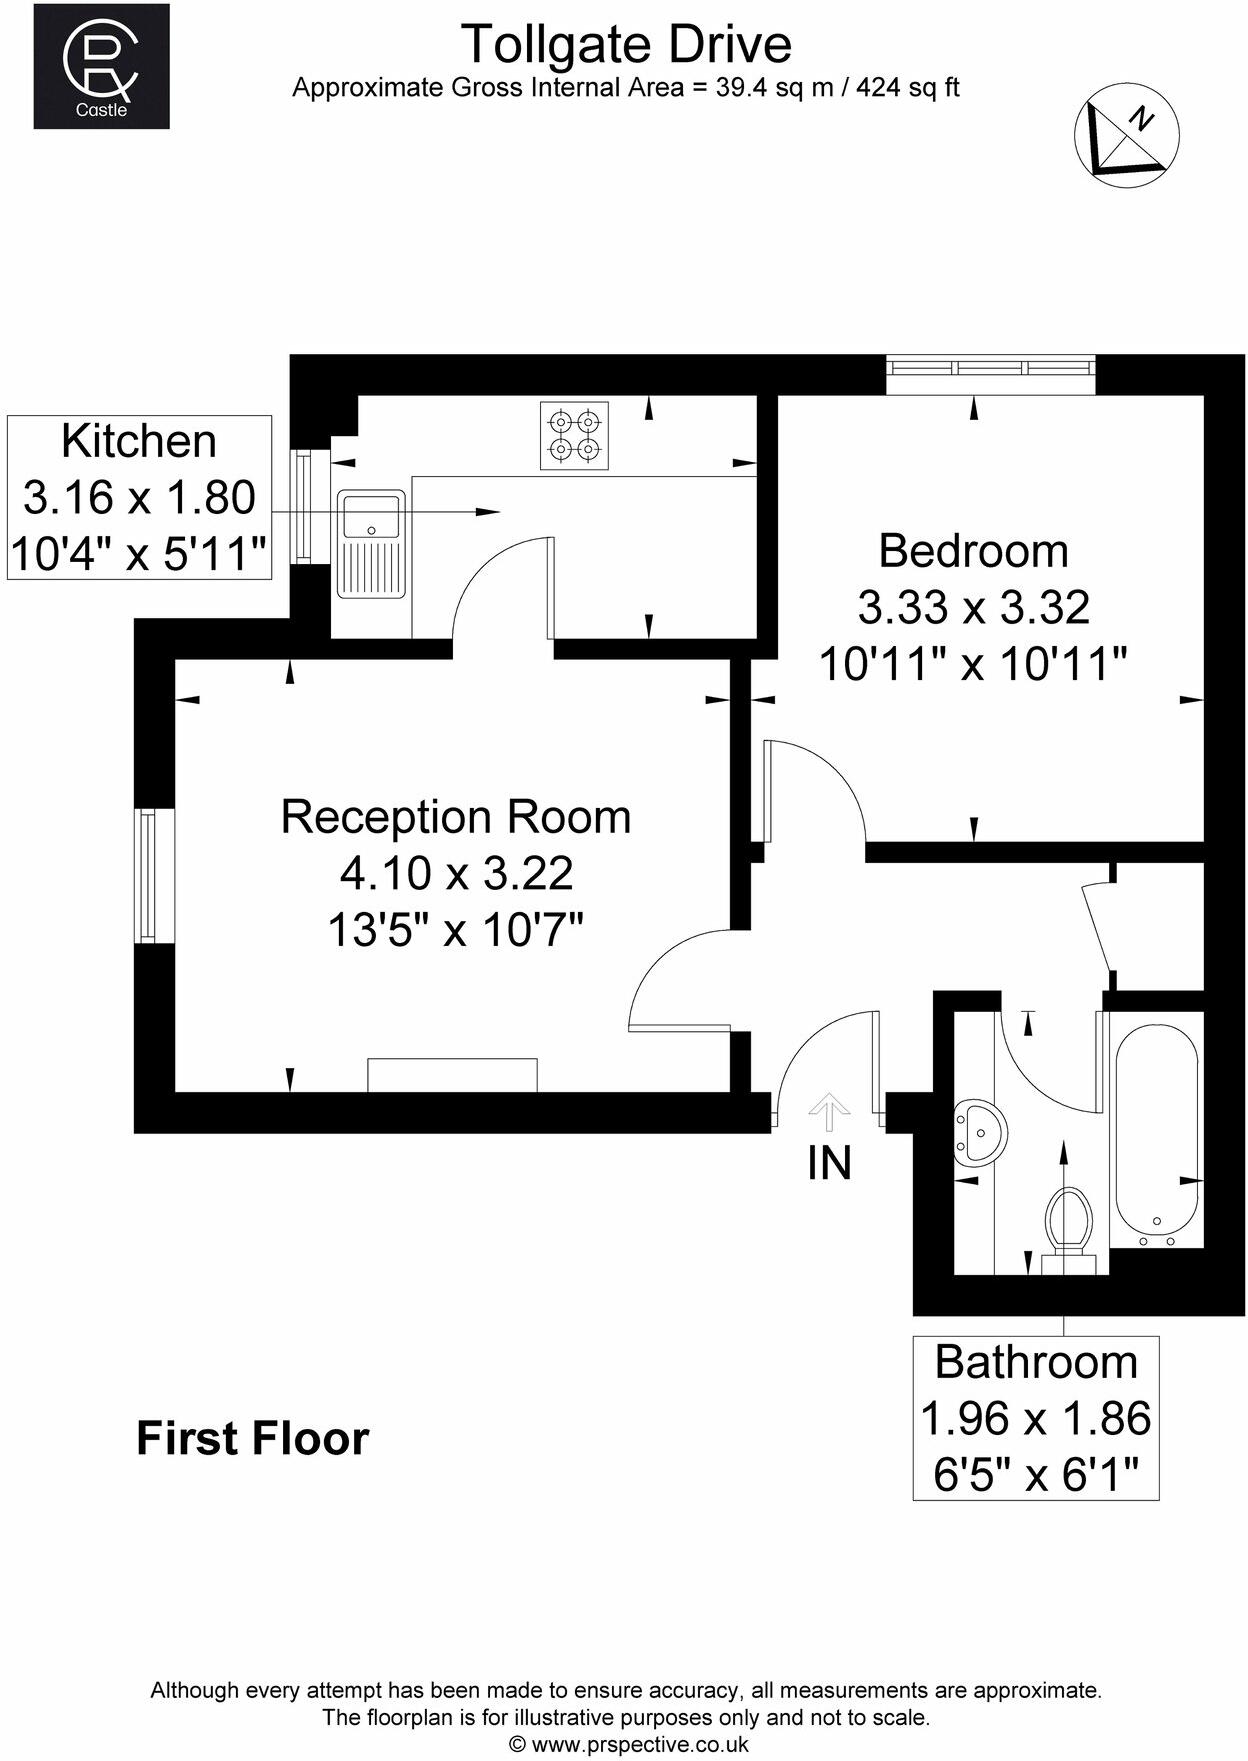 CR
Castle
Tollgate Drive
Approximate Gross Internal Area = 39.4 sq m / 424 sq ft
N
Kitchen
3.16 x 1.80
10'4" x 5'11"
Bedroom
3.33 x 3.32
10'11" x 10'11"
Reception Room
4.10 x 3.22
13'5" x 10'7"
IN
Bathroom
1.96 x 1.86
6'5" x 6'1"
First Floor
Although every attempt has been made to ensure accuracy, all measurements are approximate.
The floorplan is for illustrative purposes only and not to scale.
© www.prspective.co.uk